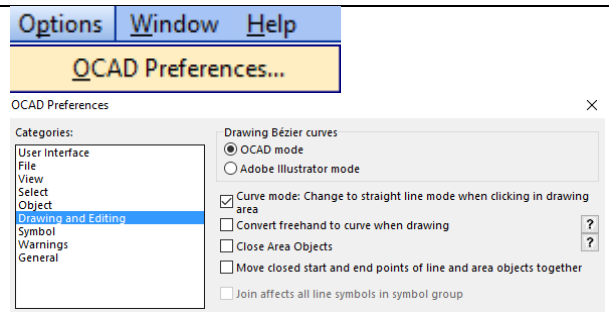 Options Window Help
OCAD Preferences...
OCAD Preferences
Categories:
User Interface
File
View
Select
Object
Drawing and Editing
Symbol
Warnings
General
Drawing Bézier curves
OCAD mode
Adobe Illustrator mode
Curve mode: Change to straight line mode when clicking in drawing
area
Convert freehand to curve when drawing ?
Close Area Objects ?
Move closed start and end points of line and area objects together
Join affects all line symbols in symbol group